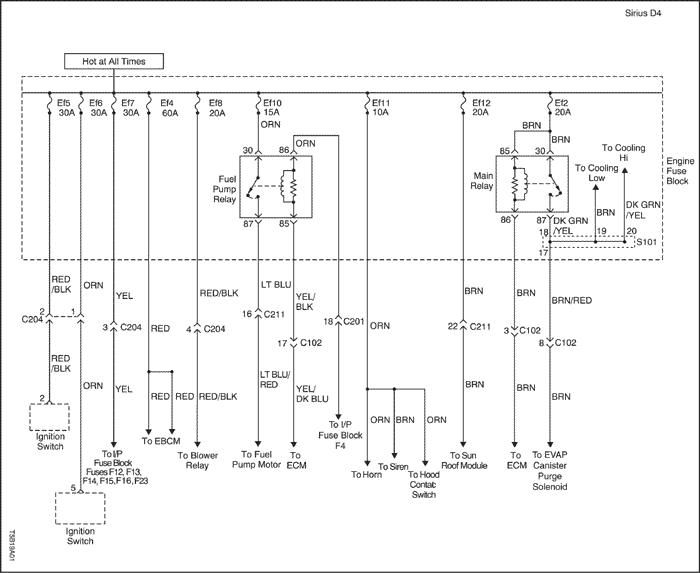 Sirius D4
Hot at All Times
Ef5
30A
Ef6
30A
Ef7
30A
Ef4
60A
Ef8
20A
Ef10
15A
Ef11
10A
Ef12
20A
Ef2
20A
ORN
ORN
BRN
BRN
30
86
85
30
To Cooling
Hi
To Cooling
Low
Engine
Fuse
Block
Fuel
Pump
Relay
Main
Relay
87
85
86
87
DK GRN
/YEL
BRN
DK GRN
/YEL
18
19
20
S101
17
RED
/BLK
ORN
YEL
RED/BLK
LT BLU
YEL/
BLK
BRN
BRN
BRN/RED
2
1
C204
3
C204
RED
4
C204
16
C211
17
C102
18
C201
ORN
22
C211
3
C102
8
C102
RED
/BLK
ORN
YEL
RED
RED
RED/BLK
LT BLU/
RED
YEL/
DK BLU
BRN
BRN
BRN
2
Ignition
Switch
To I/P
Fuse Block
Fuses F12, F13,
F14, F15, F16, F23
To EBCM
To Blower
Relay
To Fuel
Pump Motor
To
ECM
To I/P
Fuse Block
F4
ORN
BRN
ORN
To Horn
To Siren
To Hood
Contac
Switch
To Sun
Roof Module
To
ECM
To EVAP
Canister
Purge
Solenoid
5
Ignition
Switch
T5B19A01